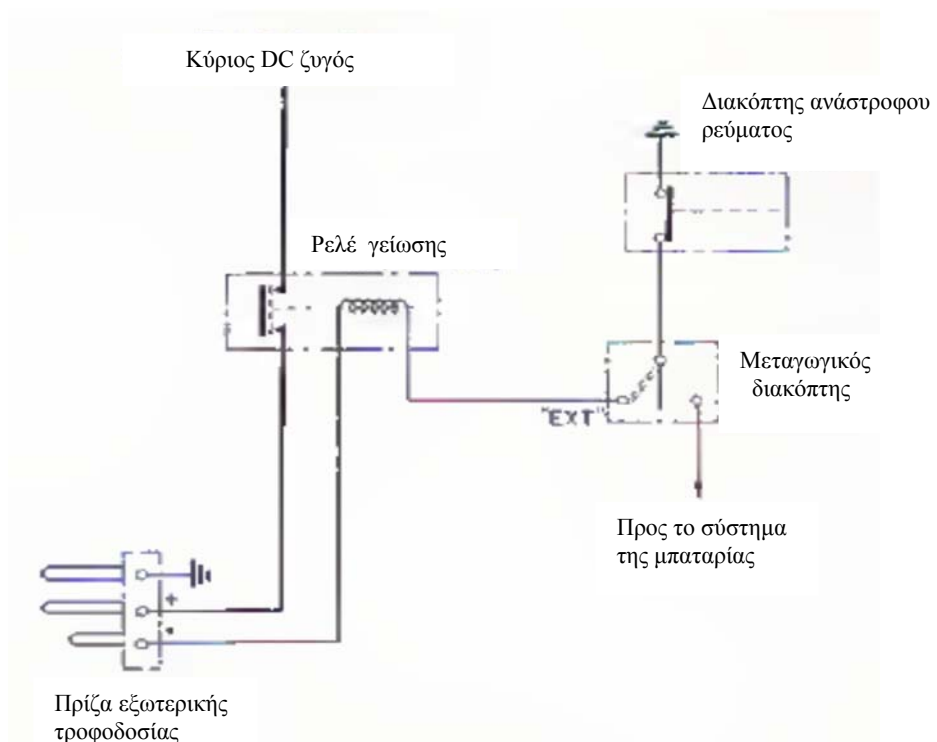 Κύριος DC ζυγός
Διακόπτης ανάστροφου
ρεύματος
Ρελέ γείωσης
Μεταγωγικός
διακόπτης
"EXT"
Προς το σύστημα
της μπαταρίας
+
Πρίζα εξωτερικής
τροφοδοσίας